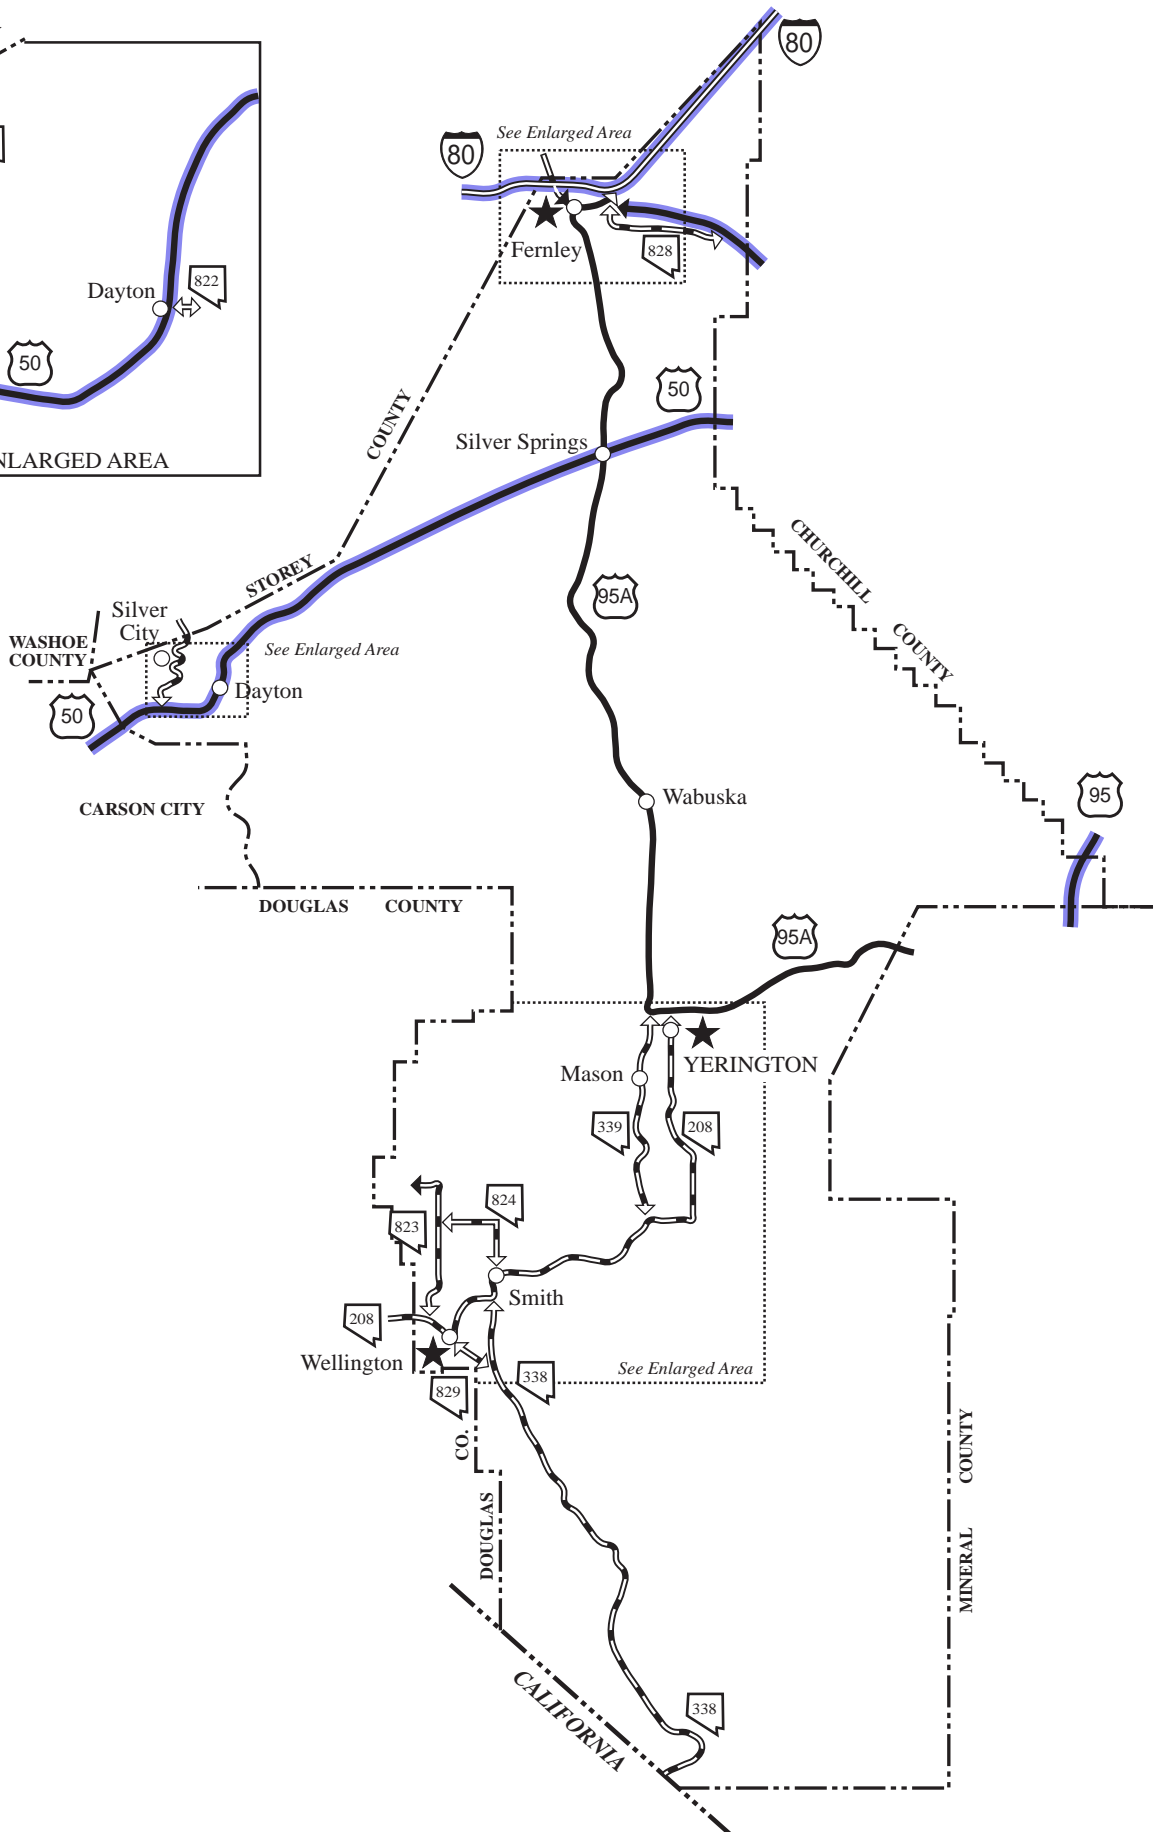 80
See Enlarged Area
80
Fernley
828
822
Dayton
50
NLARGED AREA
50
Silver Springs
COUNTY
STOREY
CHURCHILL
COUNTY
95A
Silver
City
WASHOE
COUNTY
See Enlarged Area
Dayton
50
Wabuska
95
CARSON CITY
DOUGLAS COUNTY
95A
YERINGTON
Mason
339
208
824
823
Smith
208
Wellington
See Enlarged Area
338
829
CO.
DOUGLAS
COUNTY
MINERAL
338
CALIFORNIA